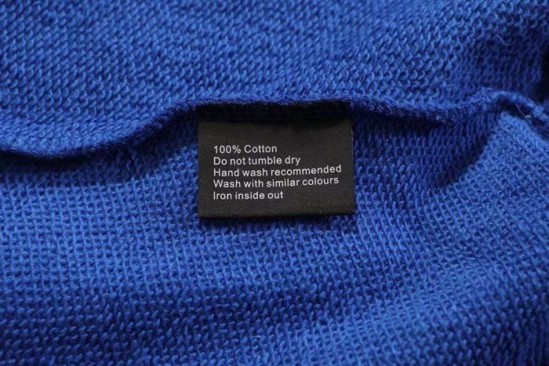 100% Cotton
Do not tumble dry
Hand wash recommended
Wash with similar colours
Iron inside out